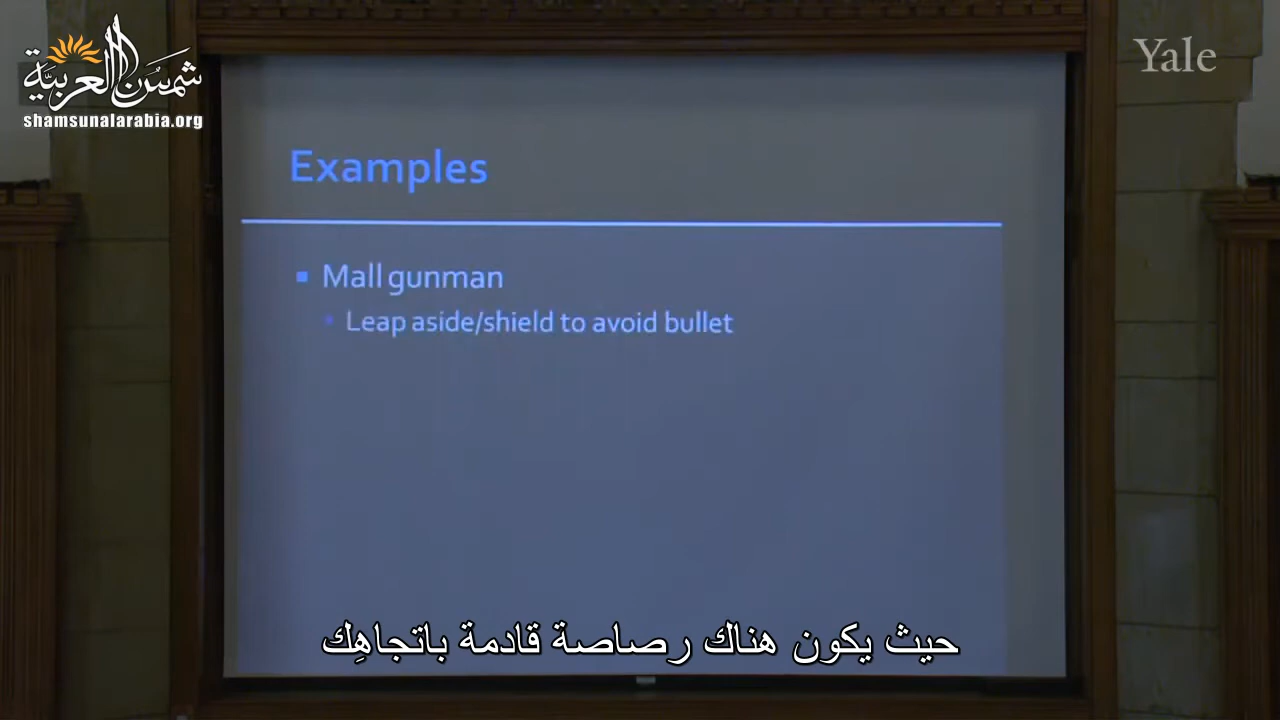 شمس العربية
shamsunalarabia.org
Yale
Examples
Mall gunman
Leap aside/shield to avoid bullet
حيث يكون هناك رصاصة قادمة باتجاهِك